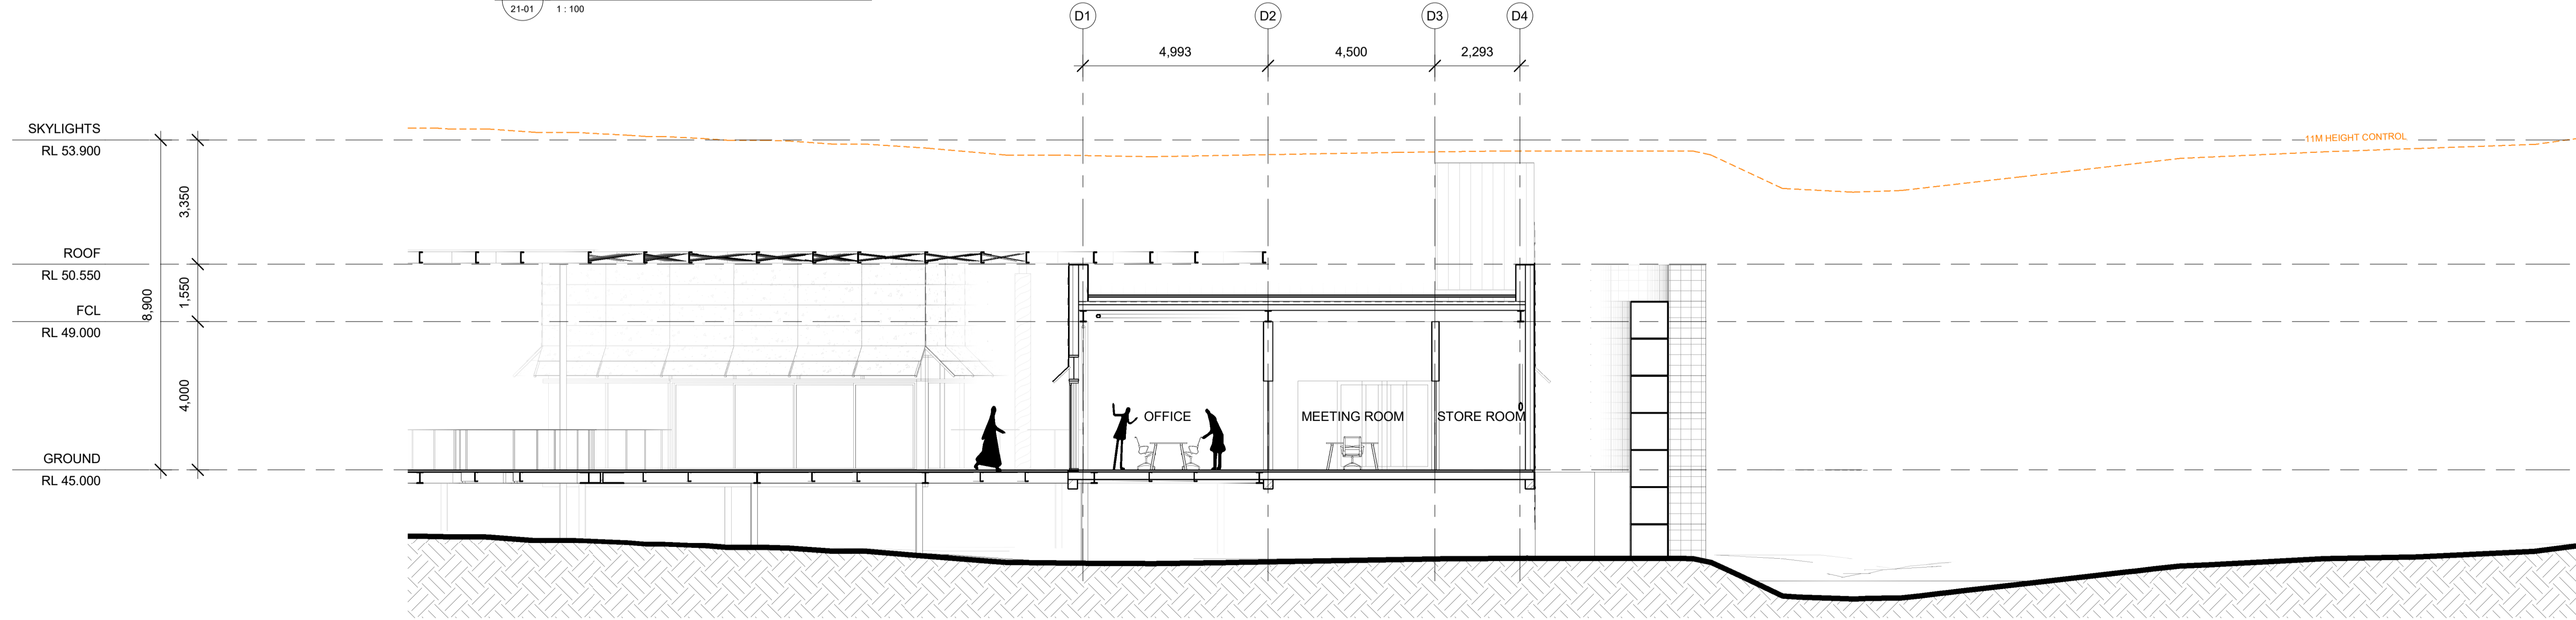 21-01 1 : 100
D1 D2 D3 D4
4,993 4,500 2,293
SKYLIGHTS
RL 53.900
11M HEIGHT CONTROL
3,350
ROOF
RL 50.550
1,550
8,900
FCL
RL 49.000
4,000
OFFICE MEETING ROOM STORE ROOM
GROUND
RL 45.000